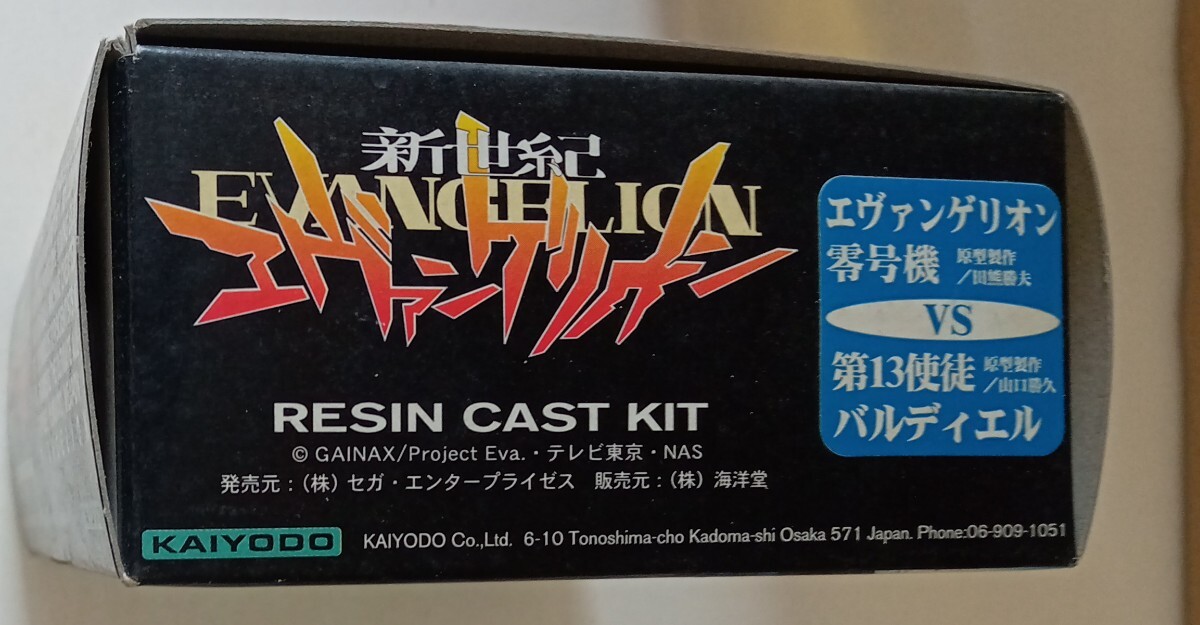 新世紀
EVANGELION
エヴァンゲリオン
RESIN CAST KIT
© GAINAX/Project Eva.・テレビ東京・NAS
発売元:(株)セガ・エンタープライゼス 販売元:(株)海洋堂
KAIYODO
KAIYODO Co.,Ltd. 6-10 Tonoshima-cho Kadoma-shi Osaka 571 Japan. Phone:06-909-1051
エヴァンゲリオン
零号機 原型製作
/田熊勝夫
VS
第13使徒 原型製作
/山口勝久
バルディエル